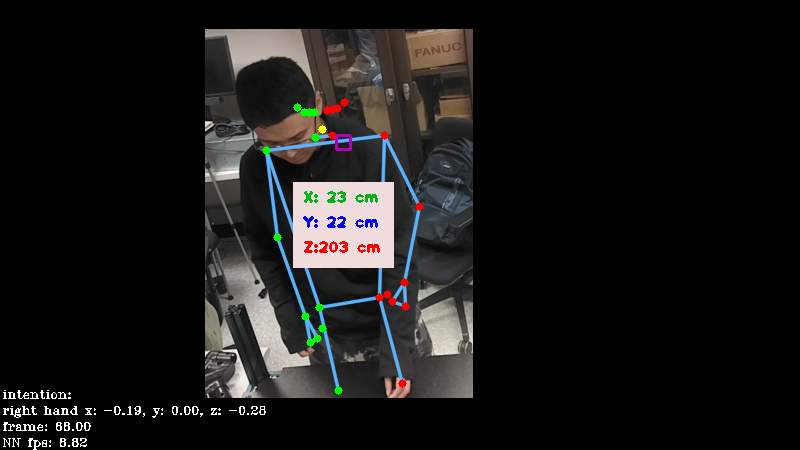 FANUC
X: 23 cm
Y: 22 cm
Z:203 cm
intention:
right hand x: -0.19, y: 0.00, z: -0.28
frame: 68.00
NN fps: 8.82